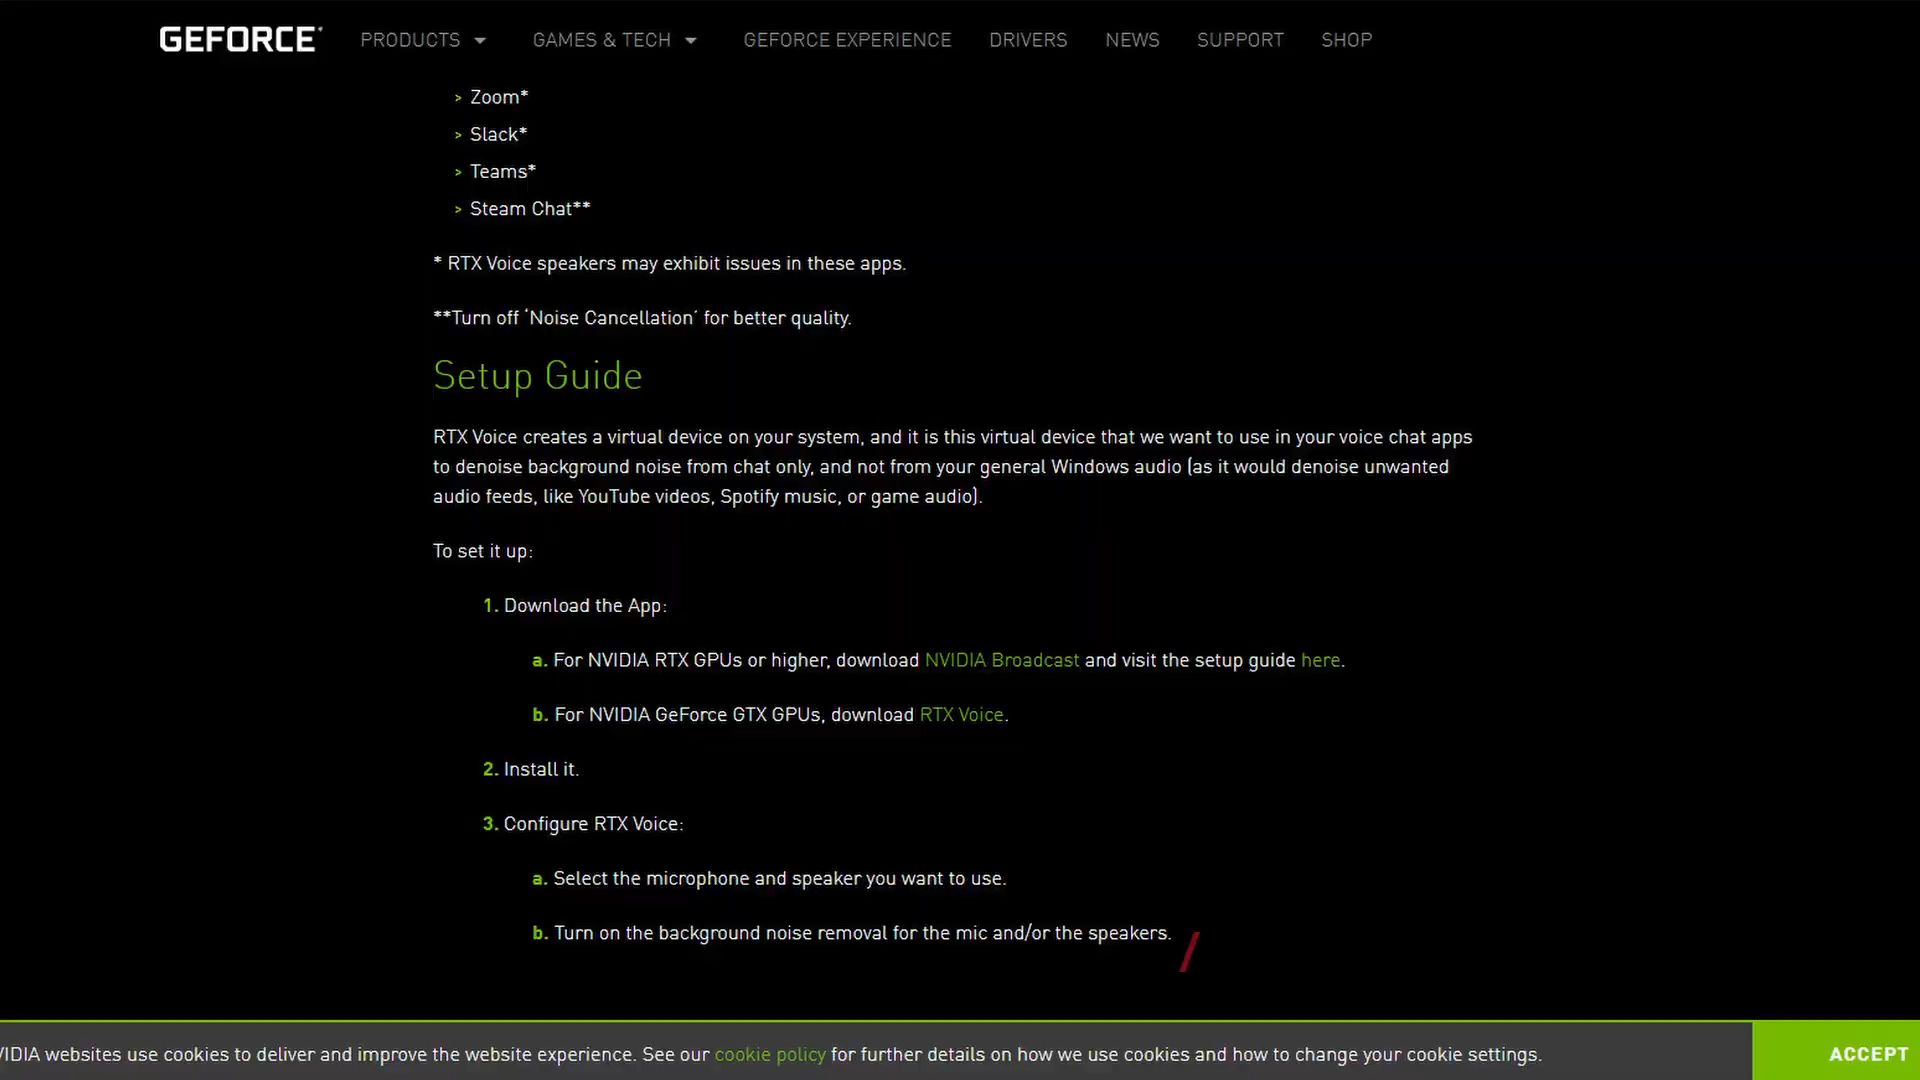 GEFORCE PRODUCTS GAMES & TECH GEFORCE EXPERIENCE DRIVERS NEWS SUPPORT SHOP
> Zoom*
> Slack*
> Teams*
> Steam Chat**
* RTX Voice speakers may exhibit issues in these apps.
**Turn off ‘Noise Cancellation’ for better quality.
Setup Guide
RTX Voice creates a virtual device on your system, and it is this virtual device that we want to use in your voice chat apps
to denoise background noise from chat only, and not from your general Windows audio (as it would denoise unwanted
audio feeds, like YouTube videos, Spotify music, or game audio).
To set it up:
1. Download the App:
a. For NVIDIA RTX GPUs or higher, download NVIDIA Broadcast and visit the setup guide here.
b. For NVIDIA GeForce GTX GPUs, download RTX Voice.
2. Install it.
3. Configure RTX Voice:
a. Select the microphone and speaker you want to use.
b. Turn on the background noise removal for the mic and/or the speakers.
VIDIA websites use cookies to deliver and improve the website experience. See our cookie policy for further details on how we use cookies and how to change your cookie settings.
ACCEPT